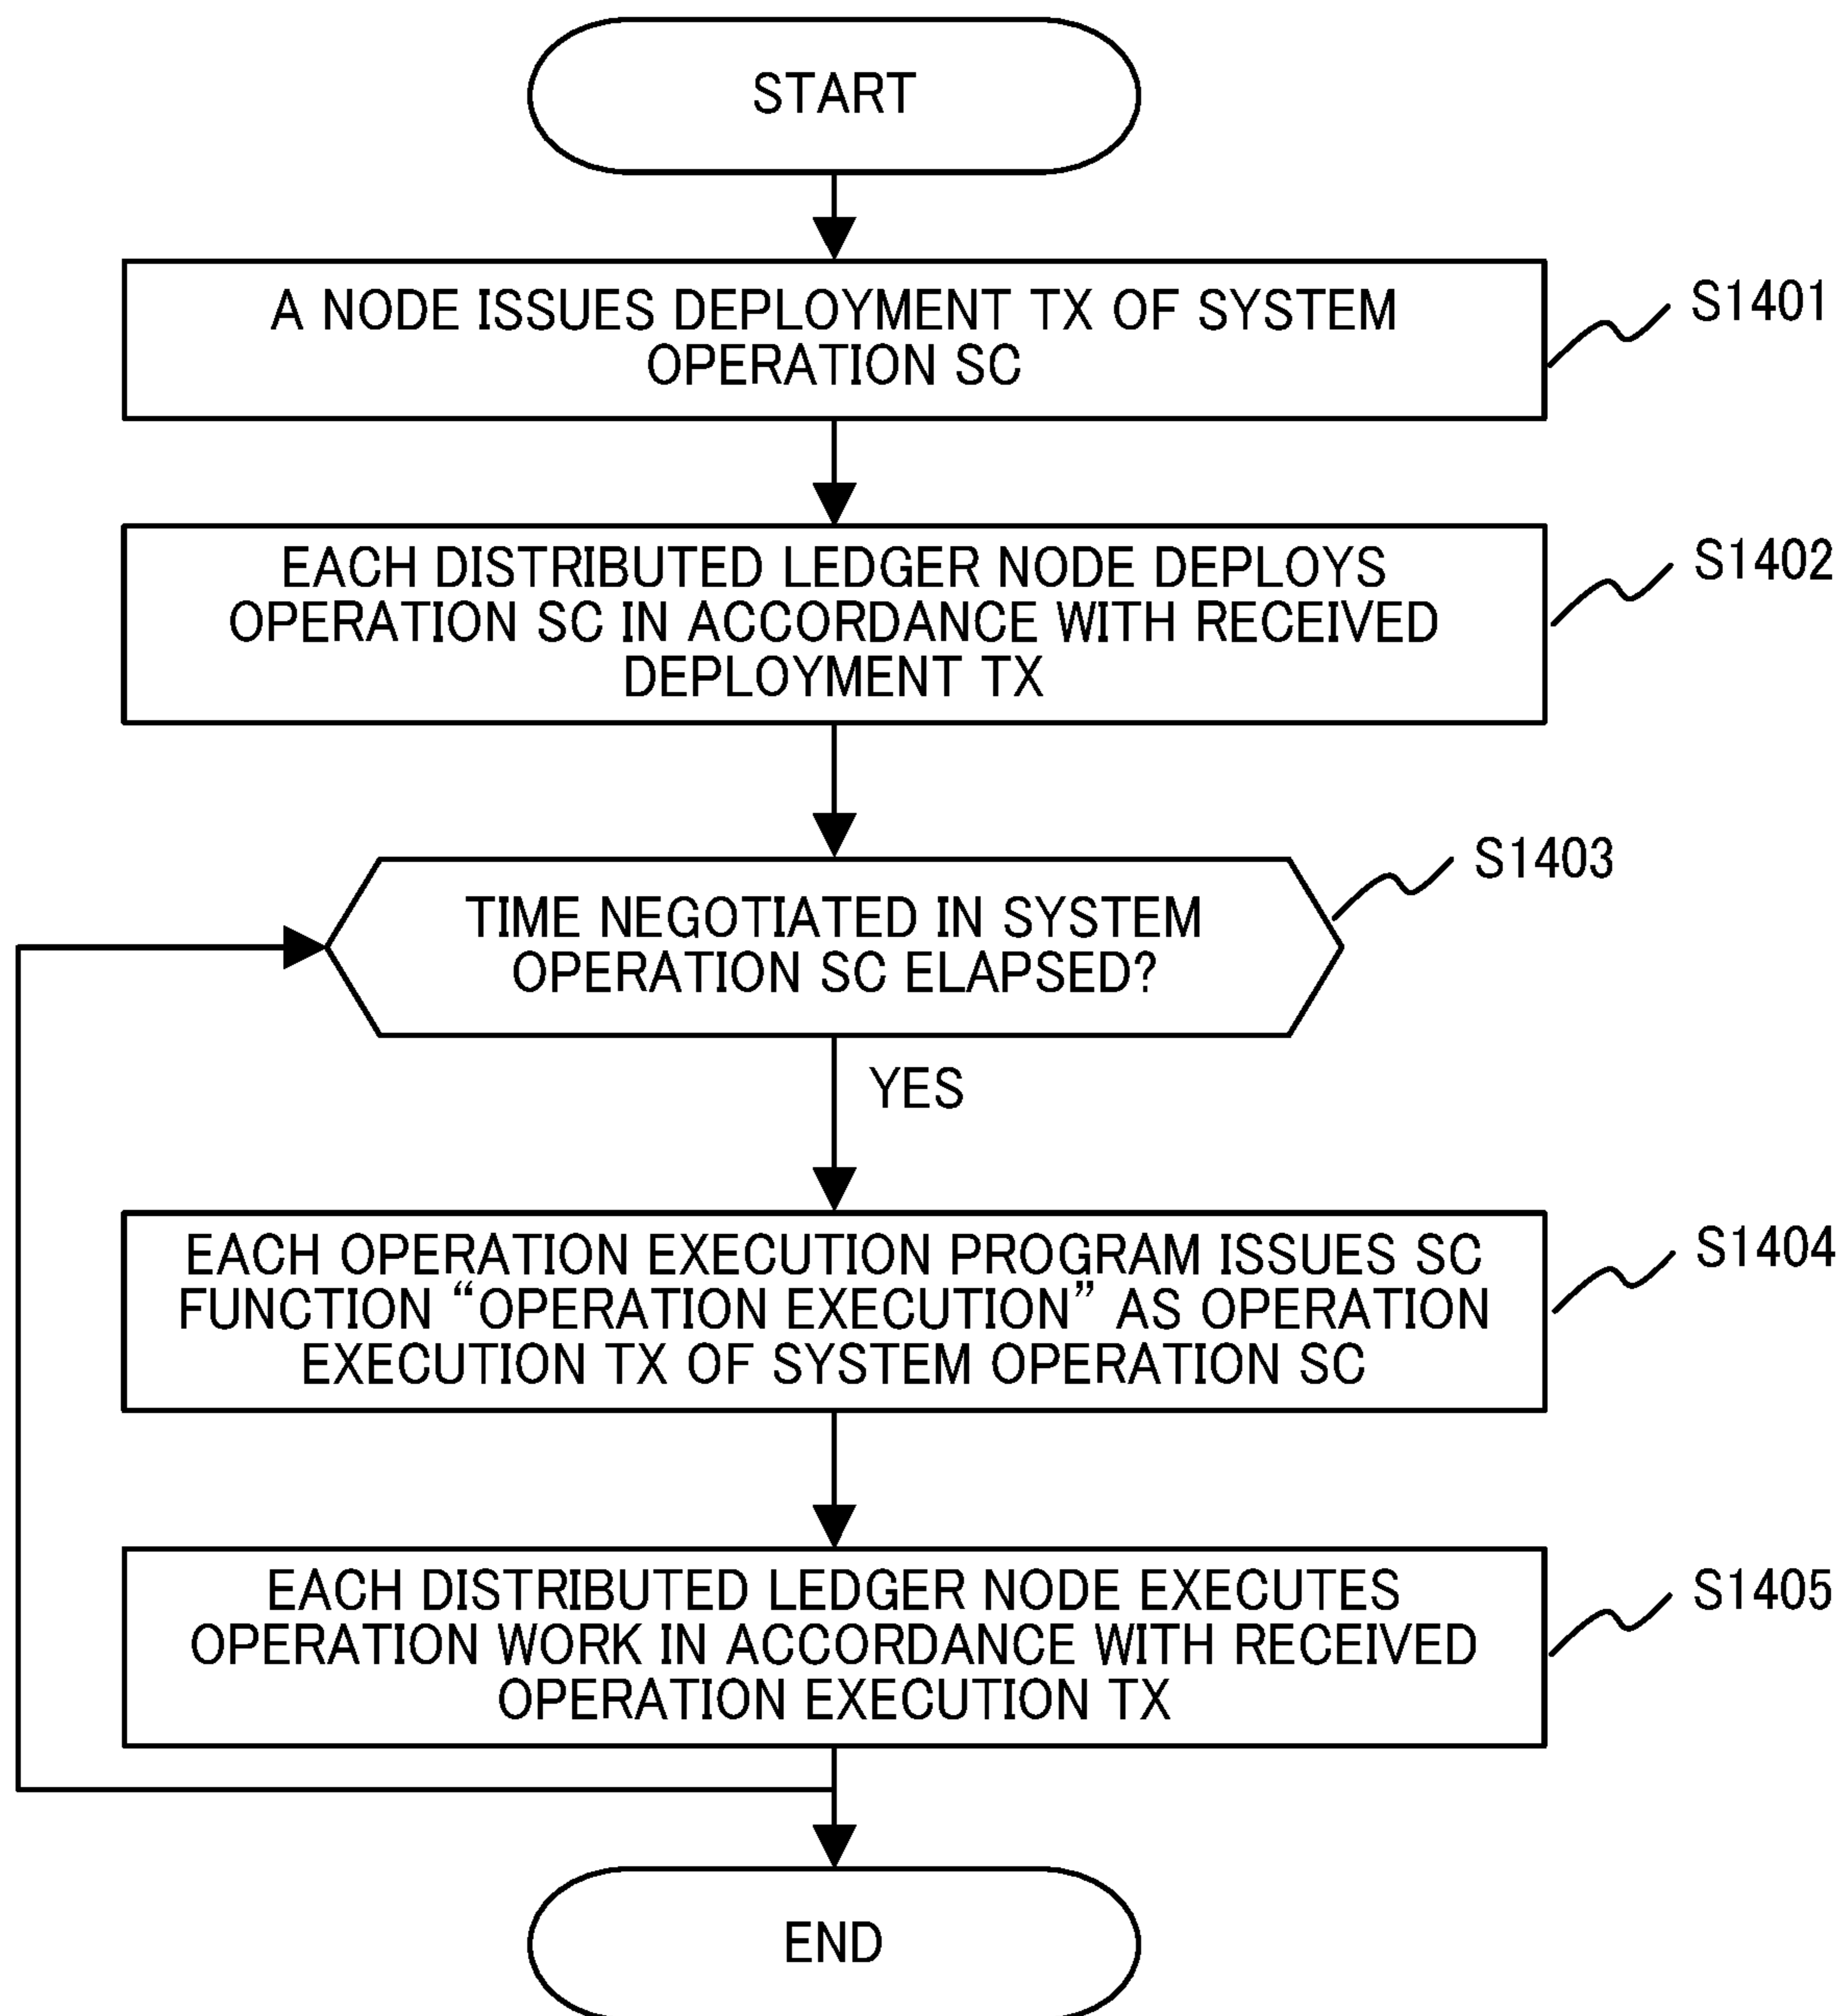 START
A NODE ISSUES DEPLOYMENT TX OF SYSTEM
OPERATION SC
S1401
EACH DISTRIBUTED LEDGER NODE DEPLOYS
OPERATION SC IN ACCORDANCE WITH RECEIVED
DEPLOYMENT TX
S1402
TIME NEGOTIATED IN SYSTEM
OPERATION SC ELAPSED?
S1403
YES
EACH OPERATION EXECUTION PROGRAM ISSUES SC
FUNCTION “OPERATION EXECUTION” AS OPERATION
EXECUTION TX OF SYSTEM OPERATION SC
S1404
EACH DISTRIBUTED LEDGER NODE EXECUTES
OPERATION WORK IN ACCORDANCE WITH RECEIVED
OPERATION EXECUTION TX
S1405
END